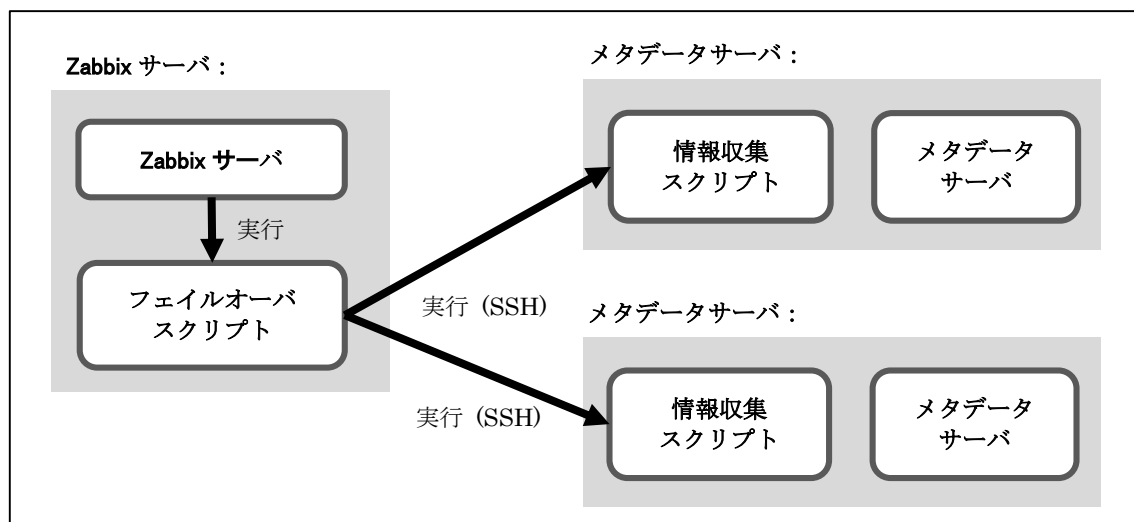 Zabbix サーバ：
Zabbix サーバ
実行
フェイルオーバ
スクリプト
実行 (SSH)
実行 (SSH)
メタデータサーバ：
情報収集
スクリプト
メタデータ
サーバ
メタデータサーバ：
情報収集
スクリプト
メタデータ
サーバ